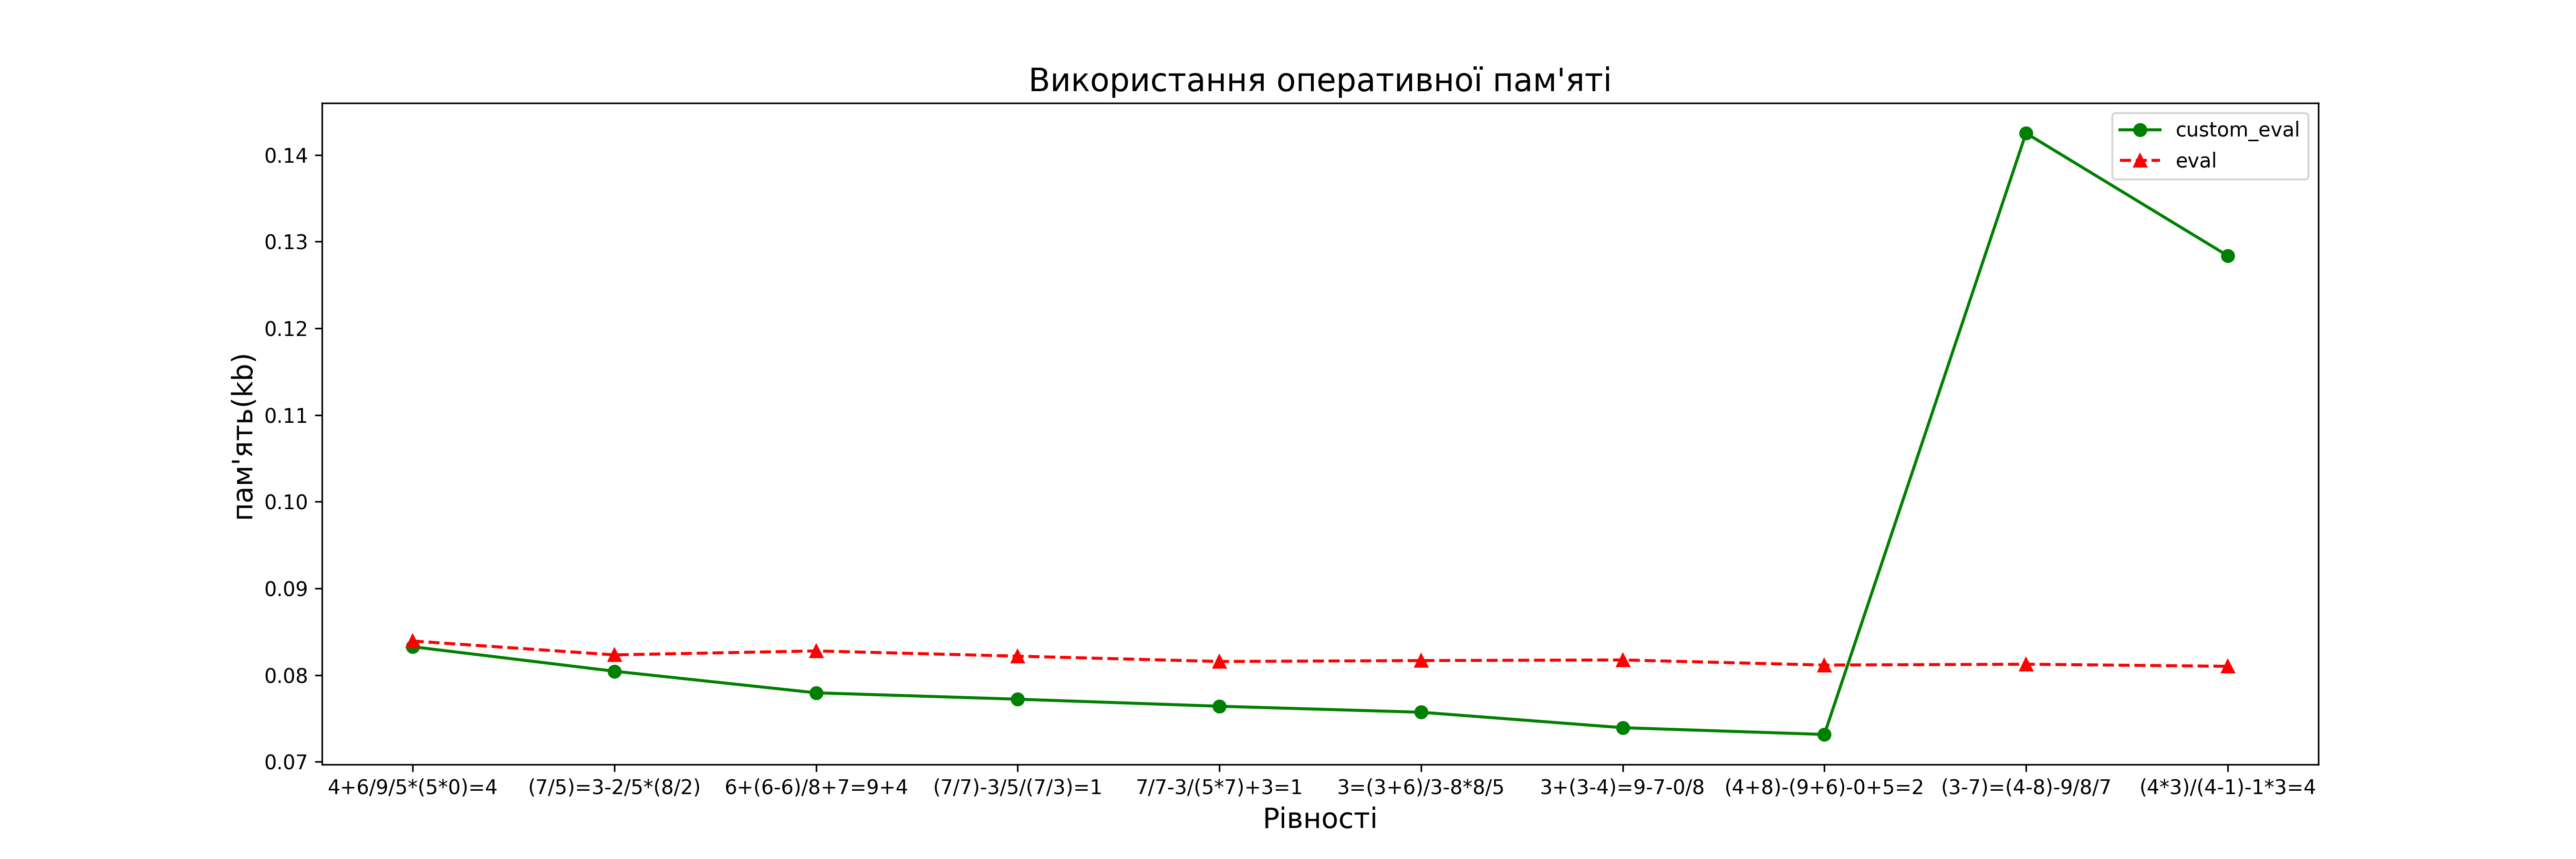 Використання оперативної пам'яті
custom_eval
eval
0.14
0.13
0.12
0.11
0.10
0.09
0.08
0.07
пам'ять(kb)
4+6/9/5*(5*0)=4 (7/5)=3-2/5*(8/2) 6+(6-6)/8+7=9+4 (7/7)-3/5/(7/3)=1 7/7-3/(5*7)+3=1 3=(3+6)/3-8*8/5 3+(3-4)=9-7-0/8 (4+8)-(9+6)-0+5=2 (3-7)=(4-8)-9/8/7 (4*3)/(4-1)-1*3=4
Рівності